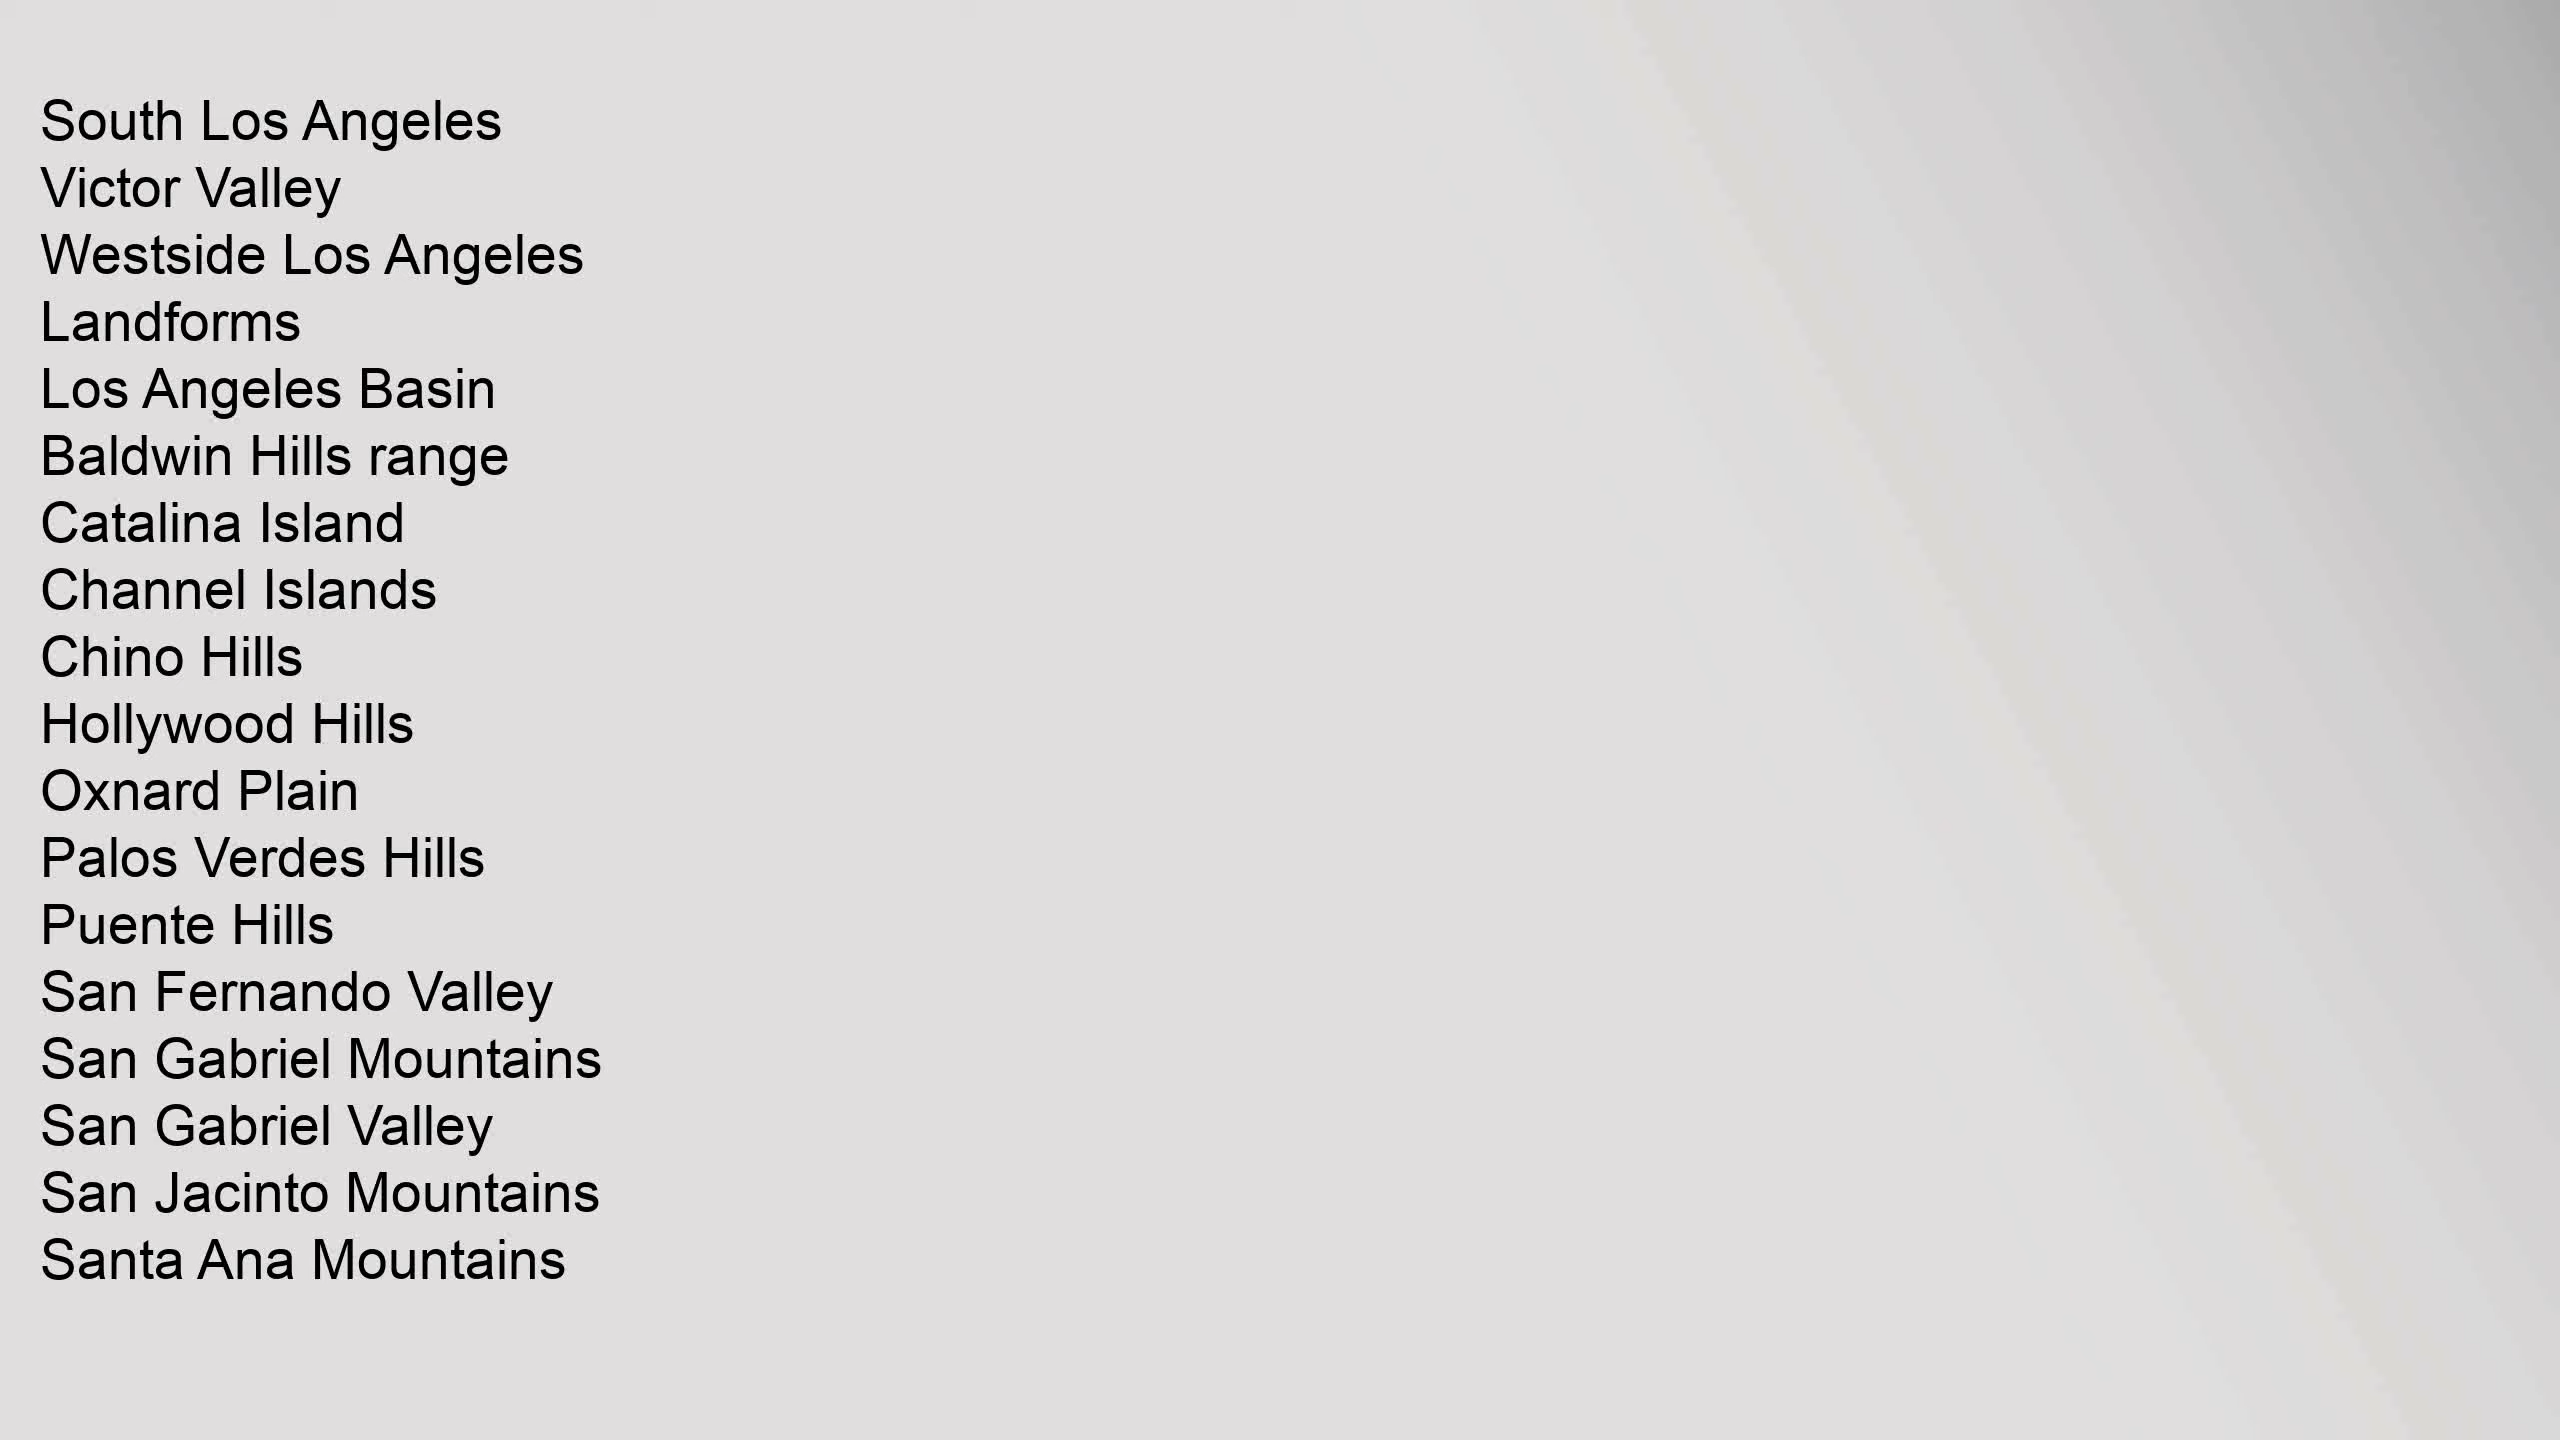 South Los Angeles
Victor Valley
Westside Los Angeles
Landforms
Los Angeles Basin
Baldwin Hills range
Catalina Island
Channel Islands
Chino Hills
Hollywood Hills
Oxnard Plain
Palos Verdes Hills
Puente Hills
San Fernando Valley
San Gabriel Mountains
San Gabriel Valley
San Jacinto Mountains
Santa Ana Mountains